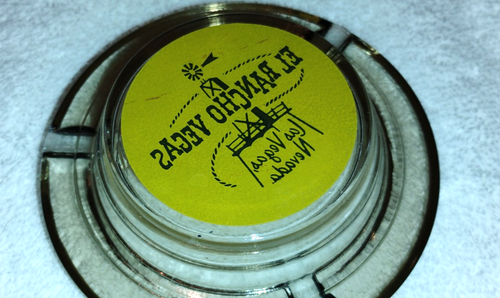 EL RANCHO VEGAS
Las Vegas,
Nevada